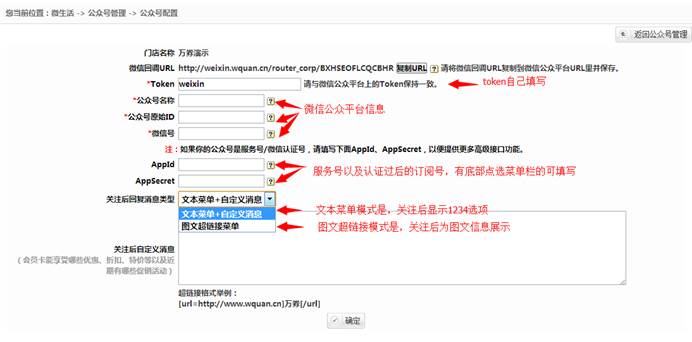 您当前位置：微生活 -> 公众号管理 -> 公众号配置
返回公众号管理
门店名称 万券演示
微信回调URL http://weixin.wquan.cn/router_corp/BXHSEOFLCQCBHR 复制URL ? 请将微信回调URL复制到微信公众平台URL里并保存。
*Token weixin 请与微信公众平台上的Token保持一致。 token自己填写
*公众号名称 ?
*公众号原始ID ? 微信公众平台信息
*微信号 ?
注：如果你的公众号是服务号/微信认证号，请填写下面AppId、AppSecret，以便提供更多高级接口功能。
AppId ?
服务号以及认证过后的订阅号，有底部点选菜单栏的可填写
AppSecret ?
关注后回复消息类型 文本菜单+自定义消息
文本菜单+自定义消息 文本菜单模式是，关注后显示1234选项
图文超链接菜单 图文超链接模式是，关注后为图文信息展示
关注后自定义消息
（会员卡能享受哪些优惠、折扣、特价等以及近
期有哪些促销活动）
超链接格式举例：
[url=http://www.wquan.cn]万券[/url]
确定